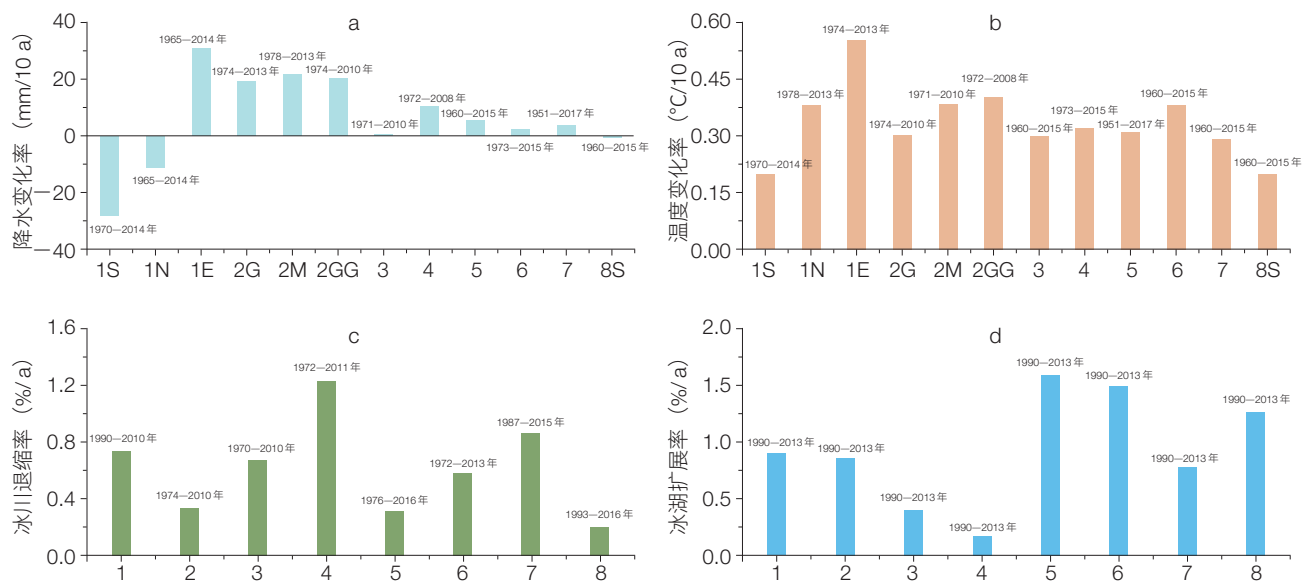 a
降水变化率（mm/10 a）
40
20
0
—20
—40
1970—2014 年
1965—2014 年
1965—2014 年
1974—2013 年
1978—2013 年
1974—2010 年
1971—2010 年
1972—2008 年
1960—2015 年
1973—2015 年
1951—2017 年
1960—2015 年
1S 1N 1E 2G 2M 2GG 3 4 5 6 7 8S
b
温度变化率（℃/10 a）
0.60
0.45
0.30
0.15
0.00
1970—2014 年
1978—2013 年
1974—2013 年
1974—2010 年
1971—2010 年
1972—2008 年
1960—2015 年
1973—2015 年
1951—2017 年
1960—2015 年
1960—2015 年
1960—2015 年
1S 1N 1E 2G 2M 2GG 3 4 5 6 7 8S
c
冰川退缩率（%/ a）
1.6
1.2
0.8
0.4
0.0
1990—2010 年
1974—2010 年
1970—2010 年
1972—2011 年
1976—2016 年
1972—2013 年
1987—2015 年
1993—2016 年
1 2 3 4 5 6 7 8
d
冰湖扩展率（%/ a）
2.0
1.5
1.0
0.5
0.0
1990—2013 年
1990—2013 年
1990—2013 年
1990—2013 年
1990—2013 年
1990—2013 年
1990—2013 年
1990—2013 年
1 2 3 4 5 6 7 8